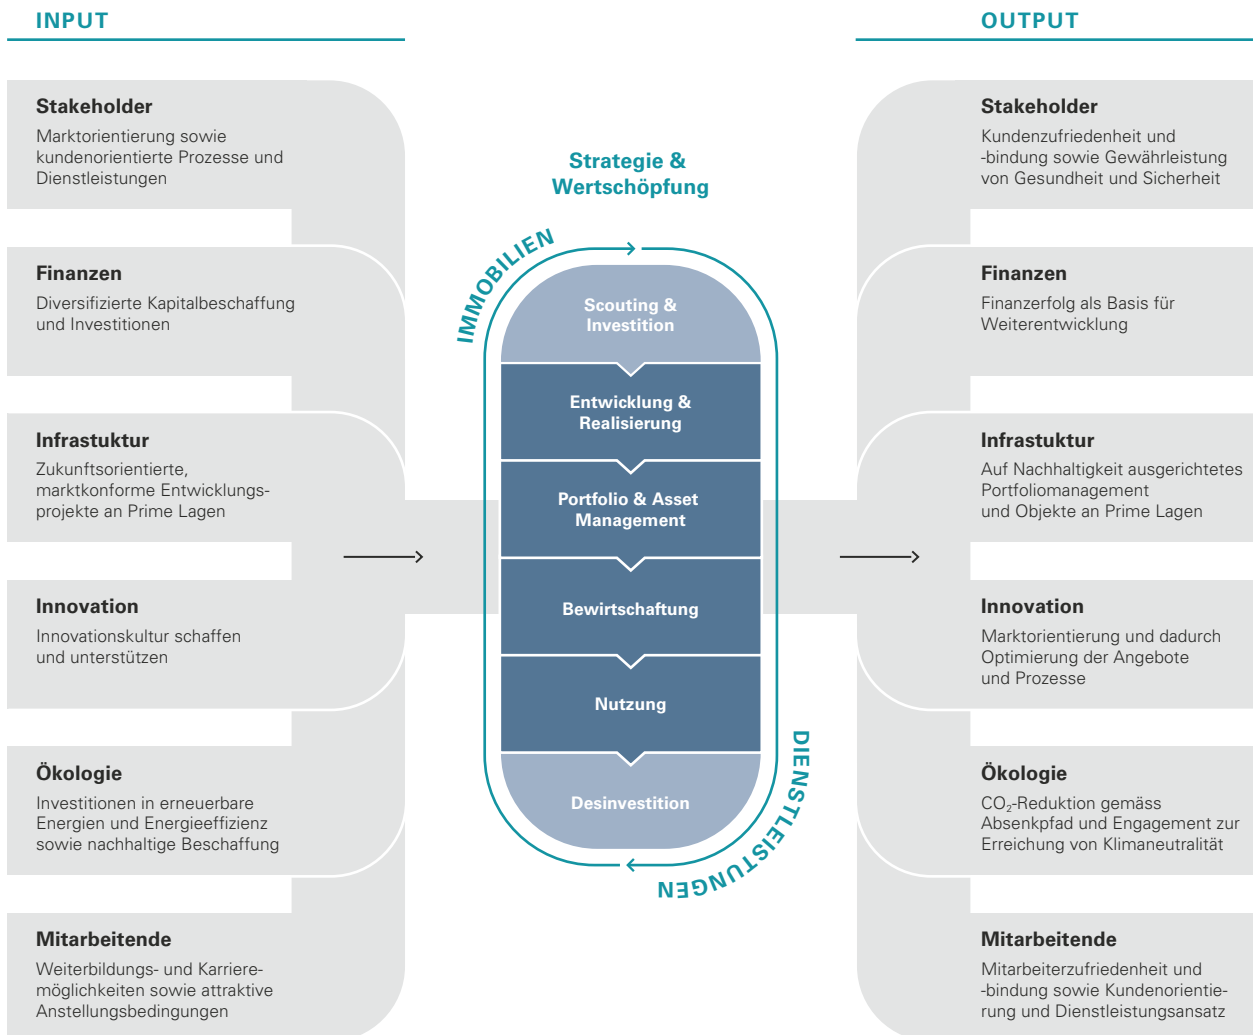 INPUT
Stakeholder
Marktorientierung sowie
kundenorientierte Prozesse und
Dienstleistungen
Finanzen
Diversifizierte Kapitalbeschaffung
und Investitionen
Infrastuktur
Zukunftsorientierte,
marktkonforme Entwicklungs-
projekte an Prime Lagen
Innovation
Innovationskultur schaffen
und unterstützen
Ökologie
Investitionen in erneuerbare
Energien und Energieeffizienz
sowie nachhaltige Beschaffung
Mitarbeitende
Weiterbildungs- und Karriere-
möglichkeiten sowie attraktive
Anstellungsbedingungen
Strategie &
Wertschöpfung
IMMOBILIEN
Scouting &
Investition
Entwicklung &
Realisierung
Portfolio & Asset
Management
Bewirtschaftung
Nutzung
Desinvestition
DIENSTLEISTUNGEN
OUTPUT
Stakeholder
Kundenzufriedenheit und
-bindung sowie Gewährleistung
von Gesundheit und Sicherheit
Finanzen
Finanzerfolg als Basis für
Weiterentwicklung
Infrastuktur
Auf Nachhaltigkeit ausgerichtetes
Portfoliomanagement
und Objekte an Prime Lagen
Innovation
Marktorientierung und dadurch
Optimierung der Angebote
und Prozesse
Ökologie
CO₂-Reduktion gemäss
Absenkpfad und Engagement zur
Erreichung von Klimaneutralität
Mitarbeitende
Mitarbeiterzufriedenheit und
-bindung sowie Kundenorientie-
rung und Dienstleistungsansatz